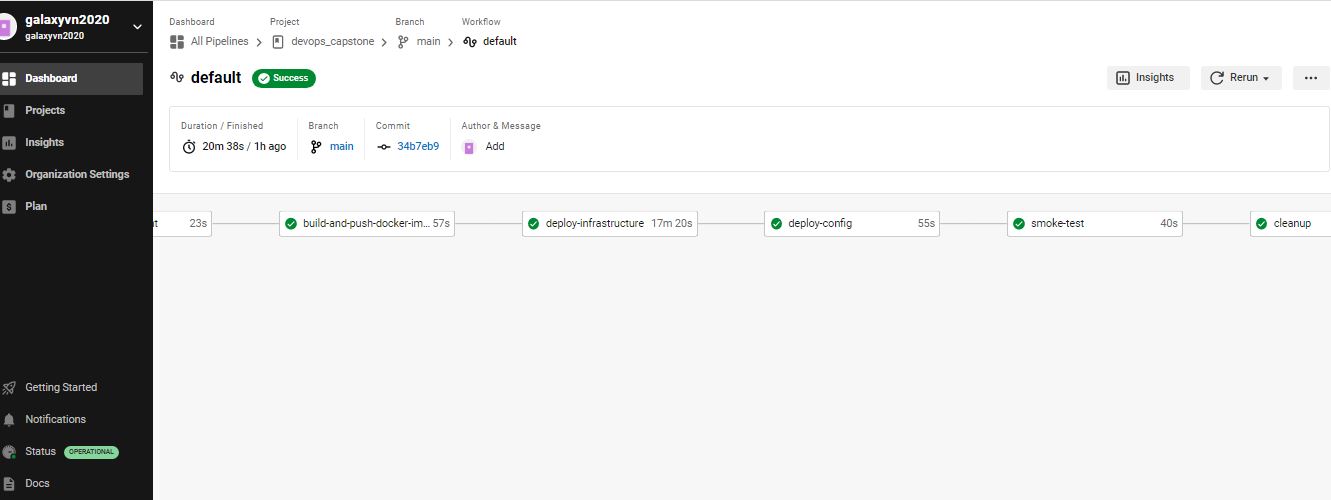 galaxyvn2020
galaxyvn2020
Dashboard
Projects
Insights
Organization Settings
Plan
Getting Started
Notifications
Status OPERATIONAL
Docs
Dashboard Project Branch Workflow
All Pipelines devops_capstone main default
default Success Insights Rerun
Duration / Finished Branch Commit Author & Message
20m 38s / 1h ago main 34b7eb9 Add
23s build-and-push-docker-im... 57s deploy-infrastructure 17m 20s deploy-config 55s smoke-test 40s cleanup